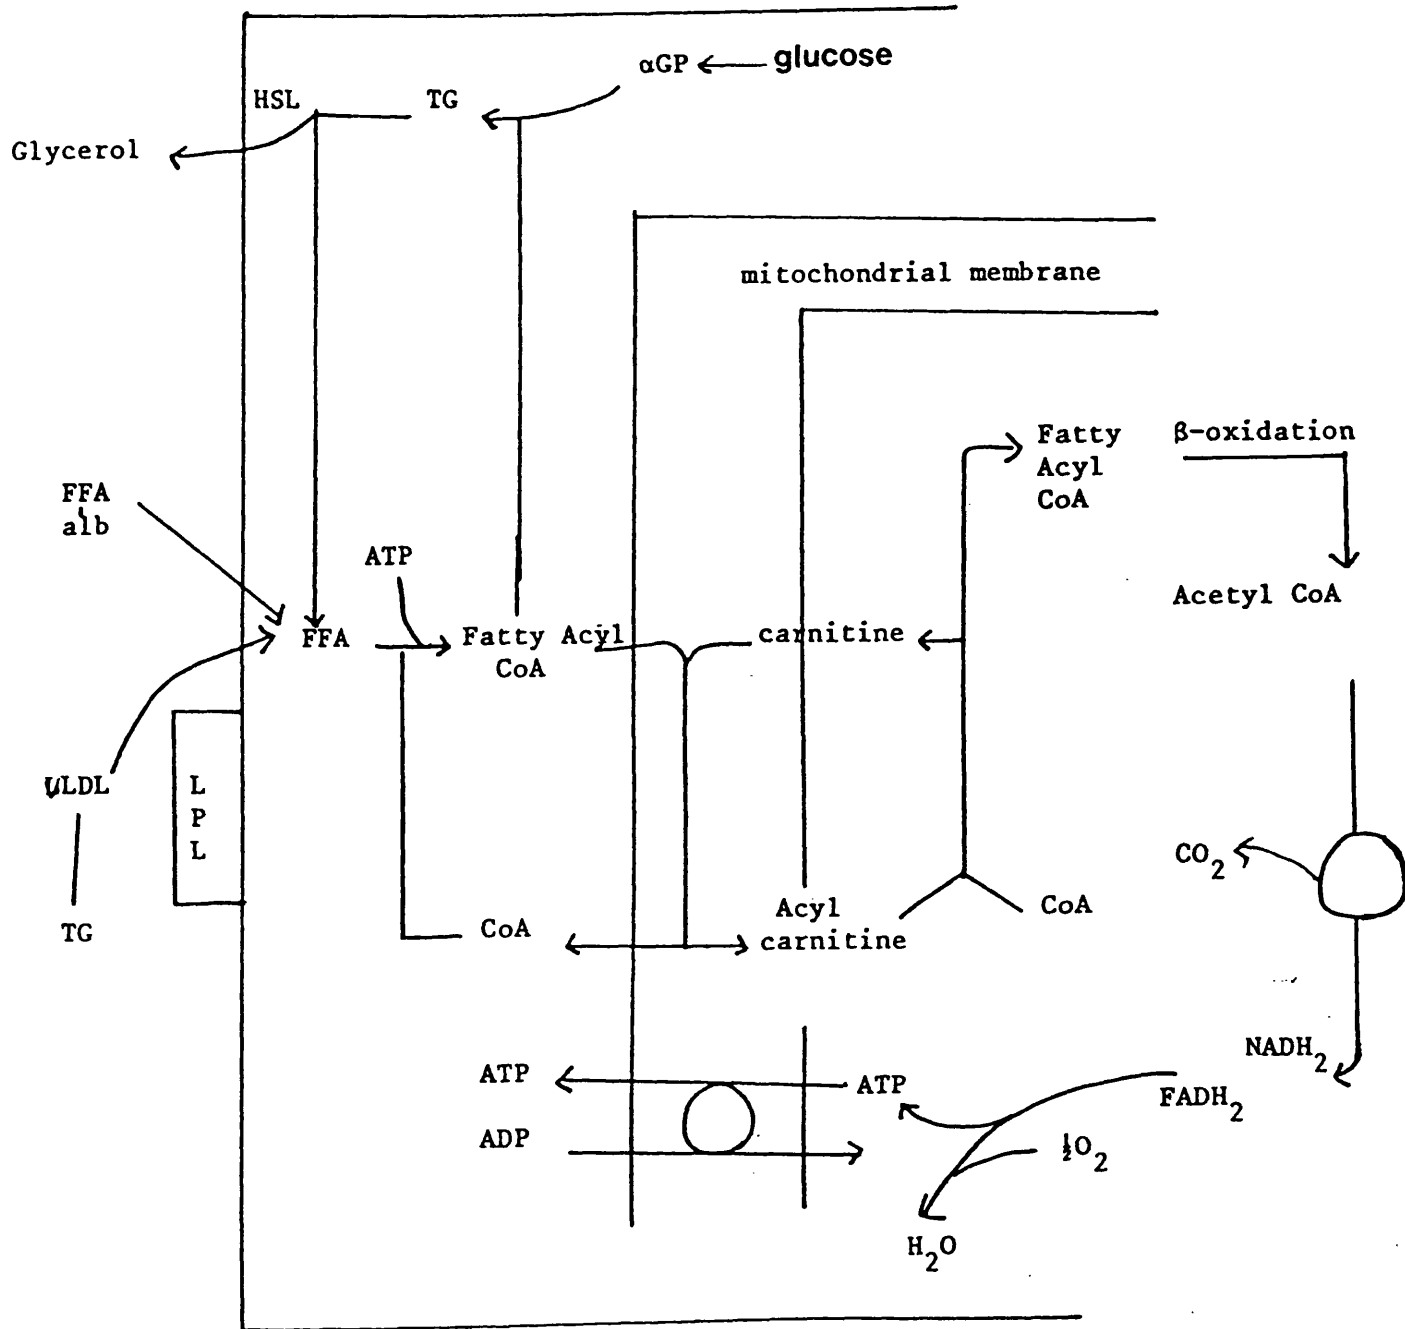 αGP glucose
HSL TG
Glycerol
mitochondrial membrane
Fatty β-oxidation
Acyl
CoA
FFA
alb
ATP
Acetyl CoA
FFA Fatty Acyl carnitine
CoA
VLDL
L
P
L
TG
CO₂
Acyl CoA
CoA carnitine
NADH₂
ATP ATP FADH₂
ADP ½O₂
H₂O